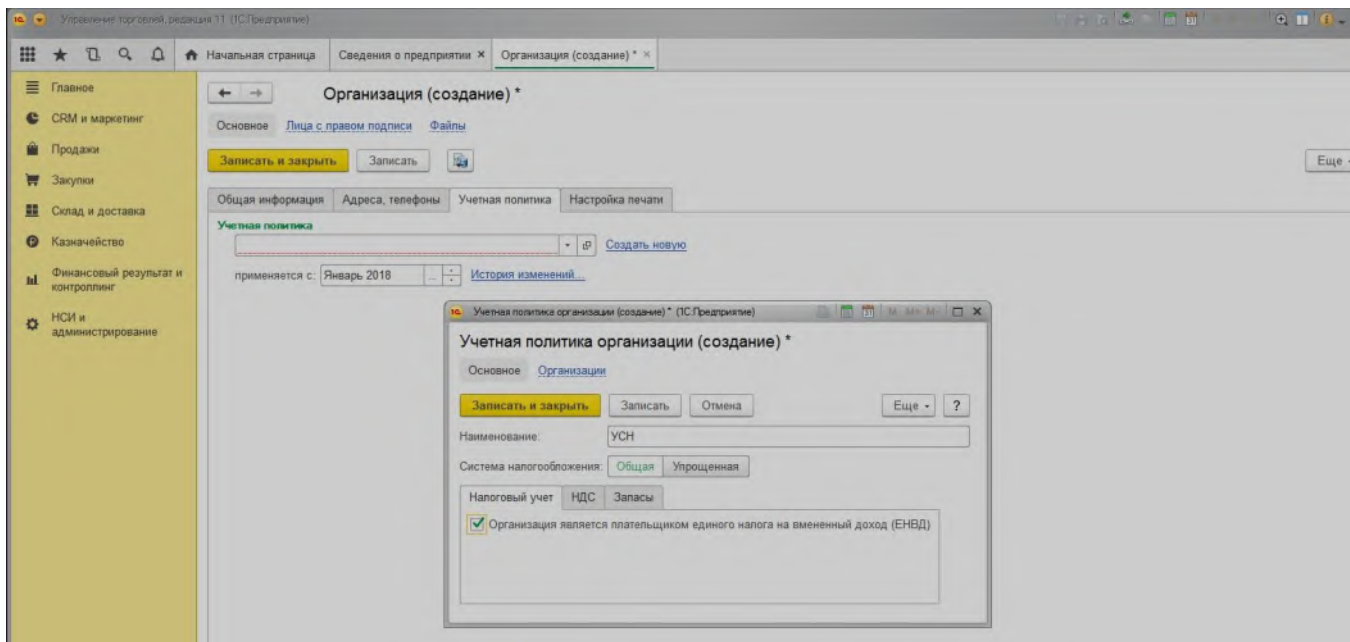 1С Управление торговлей, редакция 11 (1С:Предприятие)
Начальная страница Сведения о предприятии × Организация (создание) * ×
Главное
CRM и маркетинг
Продажи
Закупки
Склад и доставка
Казначейство
Финансовый результат и
контроллинг
НСИ и
администрирование
Организация (создание) *
Основное Лица с правом подписи Файлы
Записать и закрыть Записать Еще
Общая информация Адреса, телефоны Учетная политика Настройка печати
Учетная политика
Создать новую
применяется с: Январь 2018 ... История изменений...
1С Учетная политика организации (создание) * (1С:Предприятие) 31 M M+ M-
Учетная политика организации (создание) *
Основное Организации
Записать и закрыть Записать Отмена Еще ?
Наименование: УСН
Система налогообложения: Общая Упрощенная
Налоговый учет НДС Запасы
Организация является плательщиком единого налога на вмененный доход (ЕНВД)